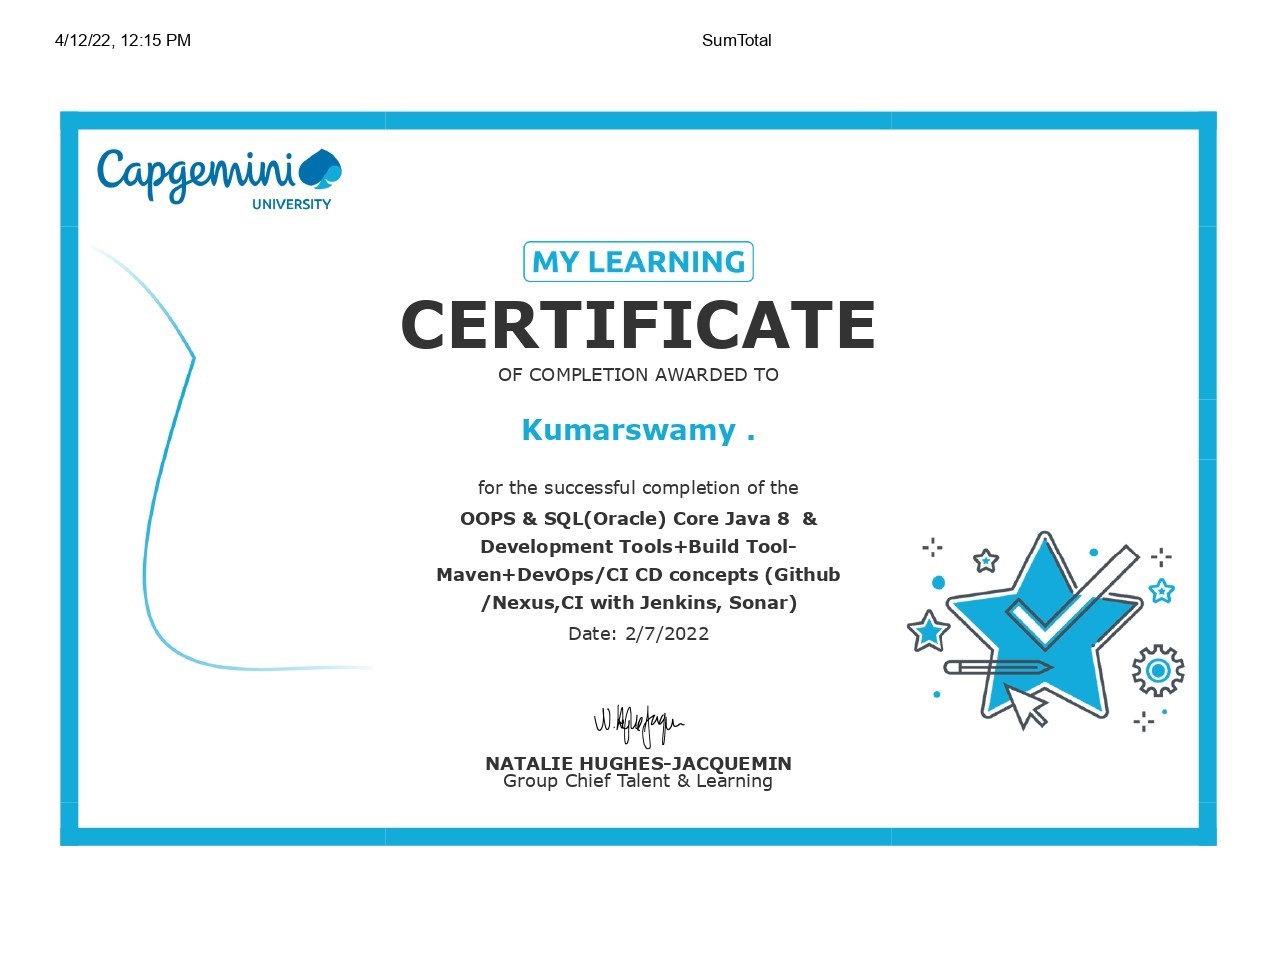 4/12/22, 12:15 PM
SumTotal
Capgemini
UNIVERSITY
MY LEARNING
CERTIFICATE
OF COMPLETION AWARDED TO
Kumarswamy .
for the successful completion of the
OOPS & SQL(Oracle) Core Java 8  &
Development Tools+Build Tool-
Maven+DevOps/CI CD concepts (Github
/Nexus,CI with Jenkins, Sonar)
Date: 2/7/2022
NATALIE HUGHES-JACQUEMIN
Group Chief Talent & Learning